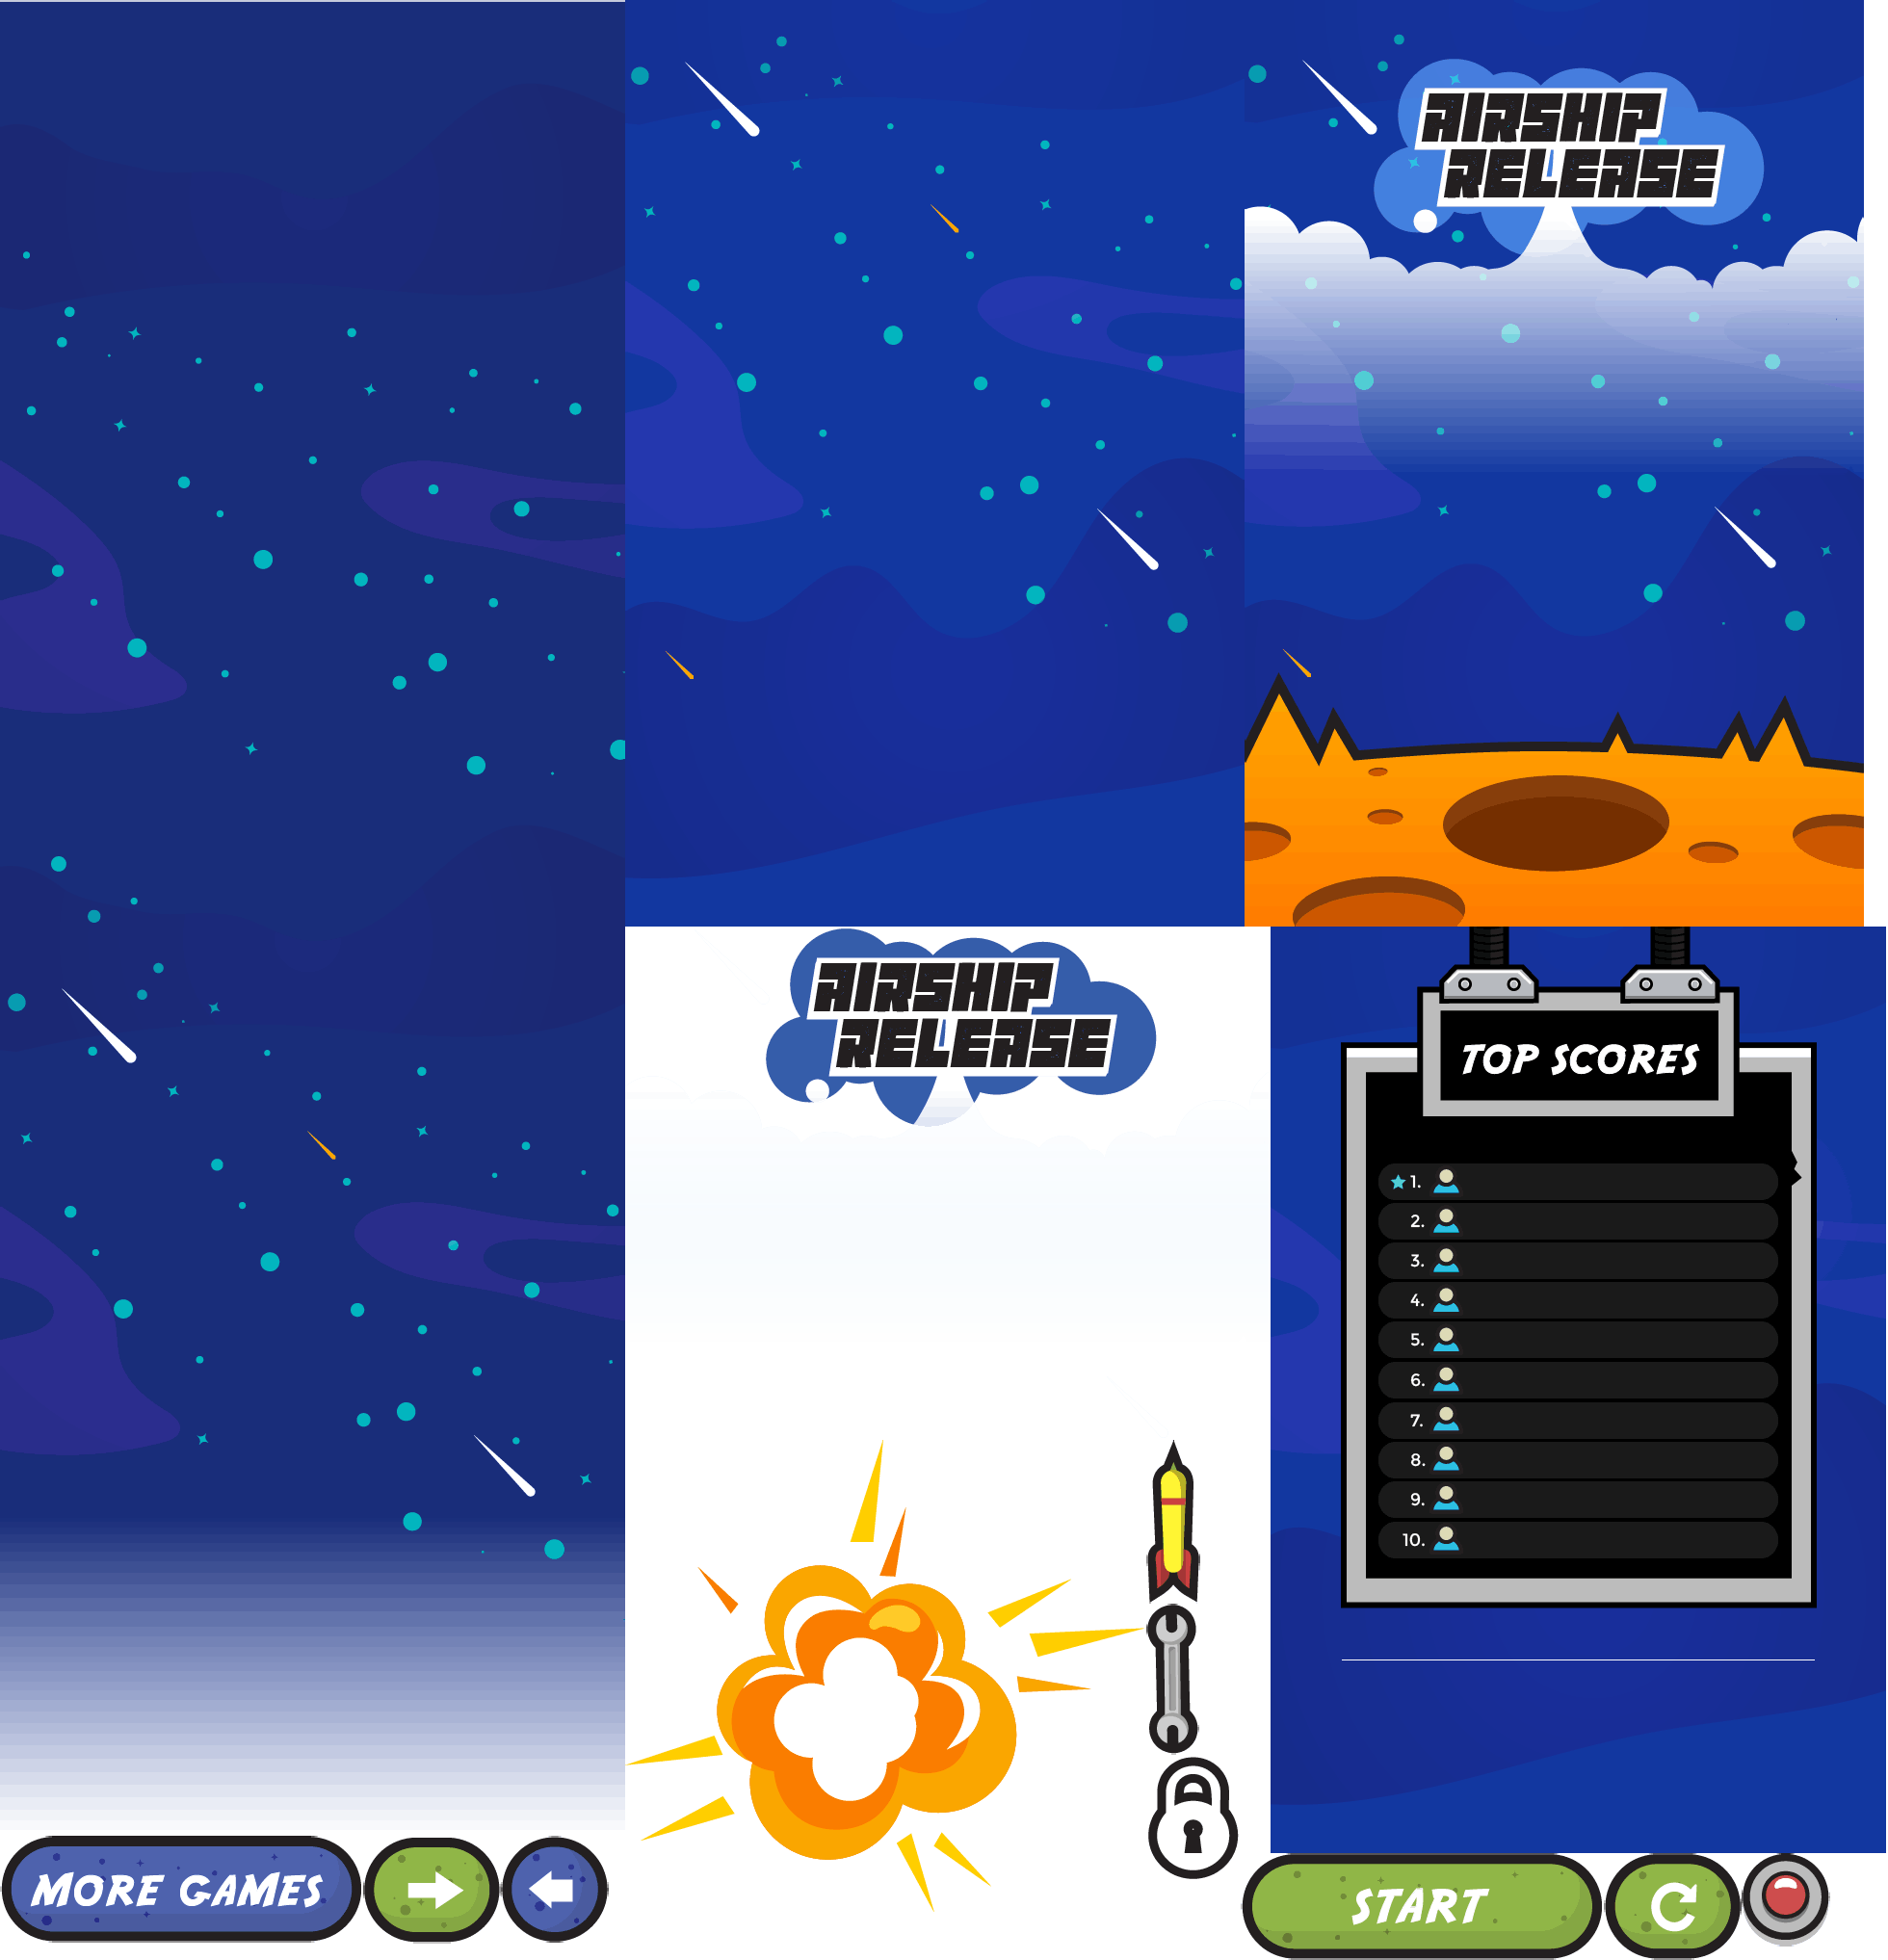 AIRSHIP
RELEASE
AIRSHIP
RELEASE
TOP SCORES
1.
2.
3.
4.
5.
6.
7.
8.
9.
10.
MORE GAMES
START